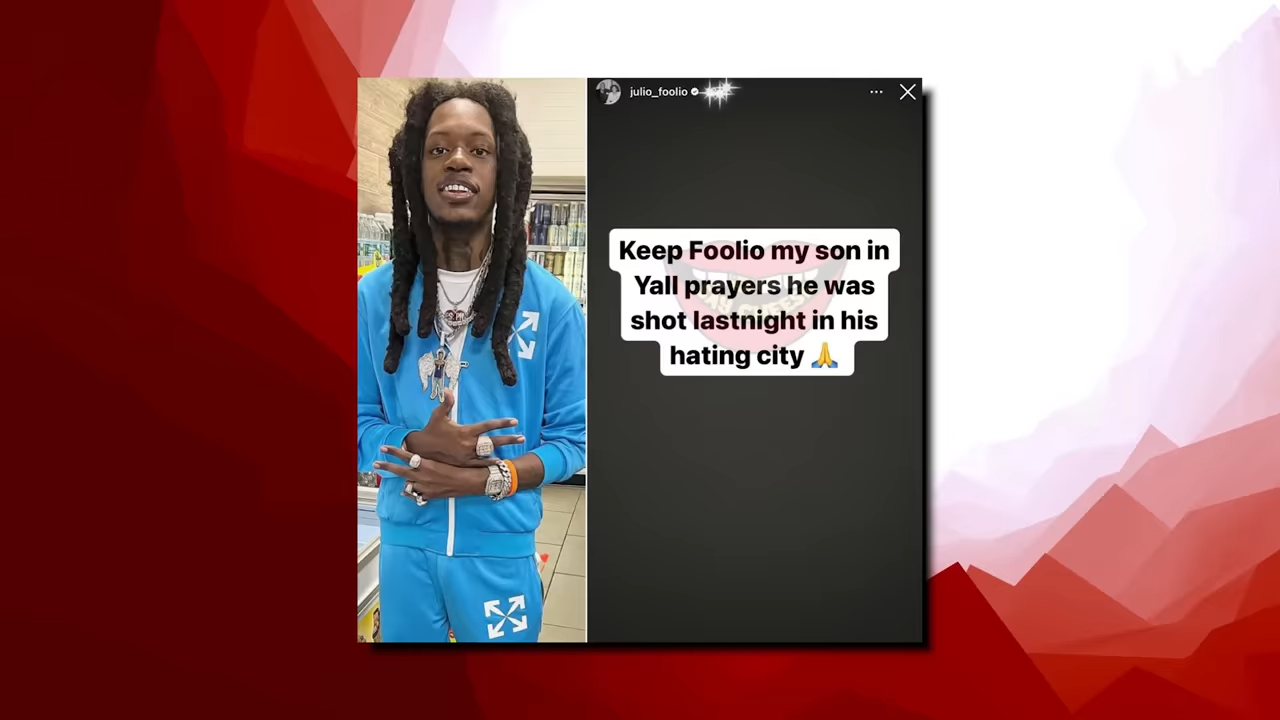 julio_foolio
Keep Foolio my son in
Yall prayers he was
shot lastnight in his
hating city 🙏